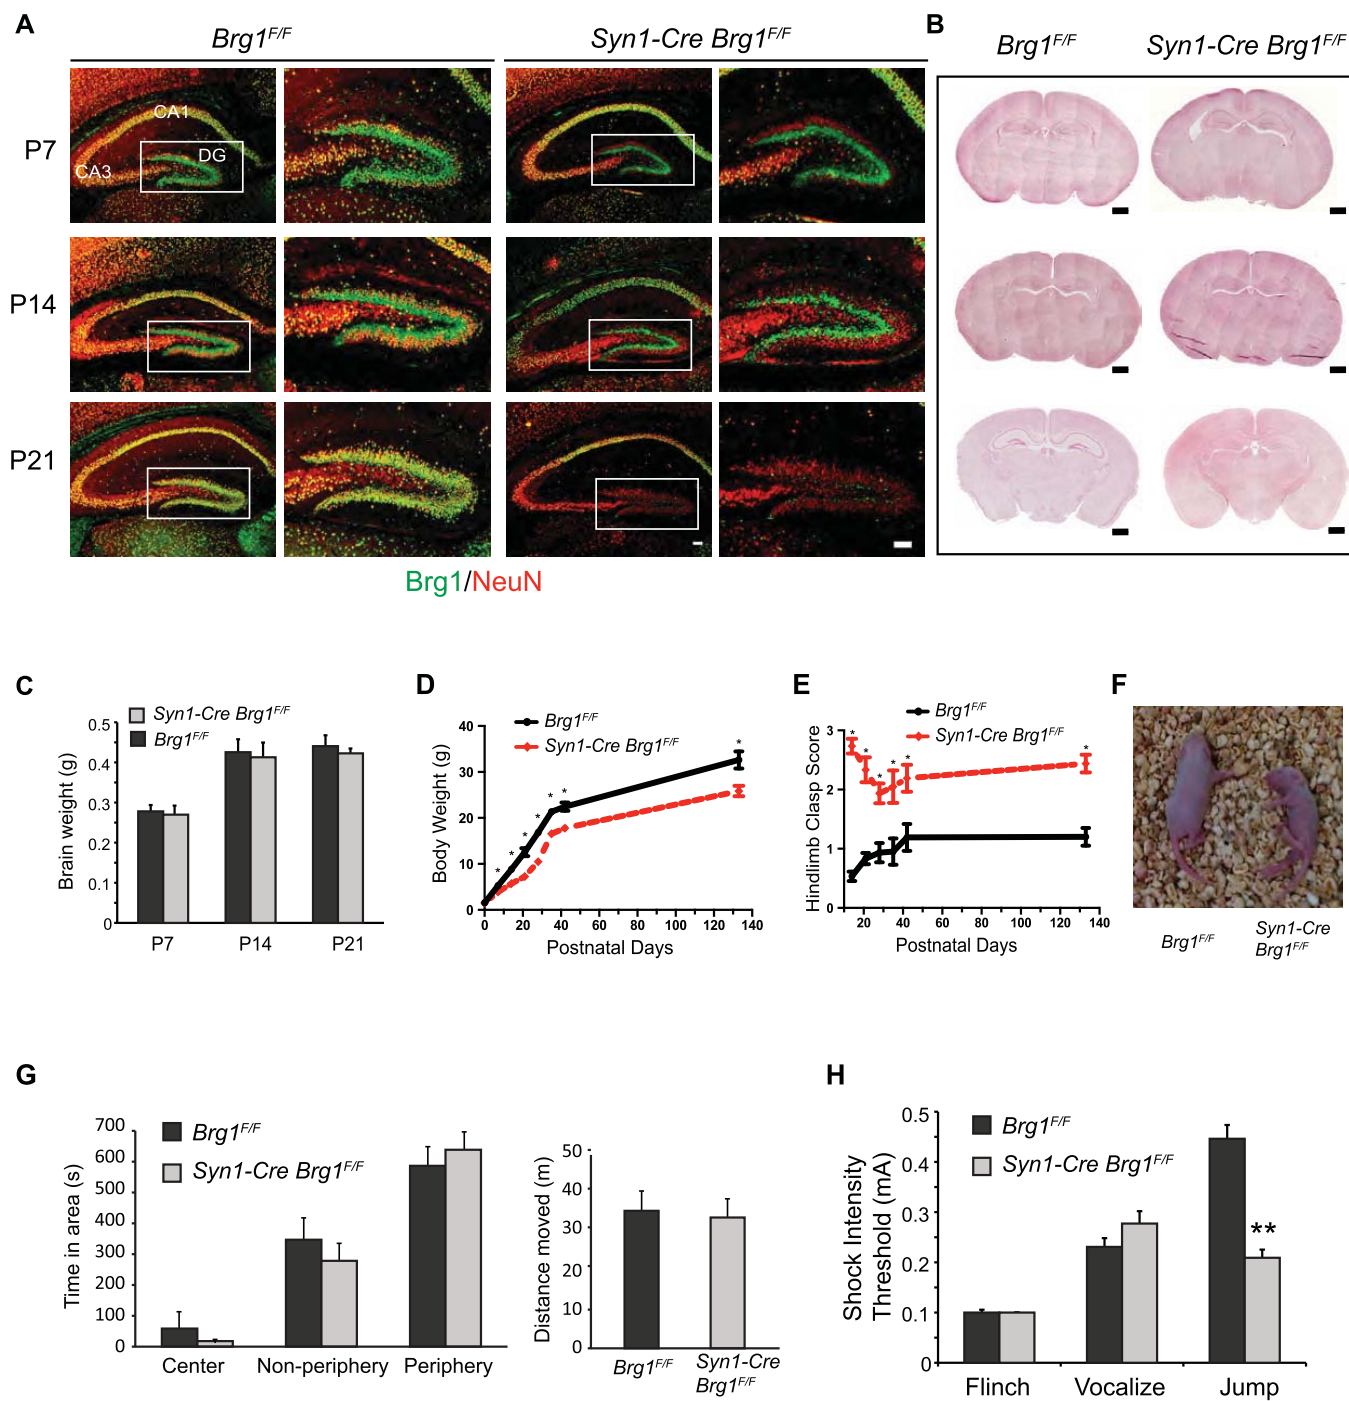 A
Brg1F/F
Syn1-Cre Brg1F/F
P7
CA1
DG
CA3
P14
P21
Brg1/NeuN
B
Brg1F/F
Syn1-Cre Brg1F/F
C
Syn1-Cre Brg1F/F
Brg1F/F
Brain weight (g)
0.5
0.4
0.3
0.2
0.1
0
P7
P14
P21
D
Brg1F/F
Syn1-Cre Brg1F/F
Body Weight (g)
40
30
20
10
0
* * * * * * *
0 20 40 60 80 100 120 140
Postnatal Days
E
Brg1F/F
Syn1-Cre Brg1F/F
Hindlimb Clasp Score
3
2
1
0
* * * * * *
20 40 60 80 100 120 140
Postnatal Days
F
Brg1F/F
Syn1-Cre
Brg1F/F
G
Brg1F/F
Syn1-Cre Brg1F/F
Time in area (s)
700
600
500
400
300
200
100
0
Center
Non-periphery
Periphery
Distance moved (m)
50
40
30
20
10
0
Brg1F/F
Syn1-Cre
Brg1F/F
H
Brg1F/F
Syn1-Cre Brg1F/F
Shock Intensity
Threshold (mA)
0.5
0.4
0.3
0.2
0.1
0
**
Flinch
Vocalize
Jump